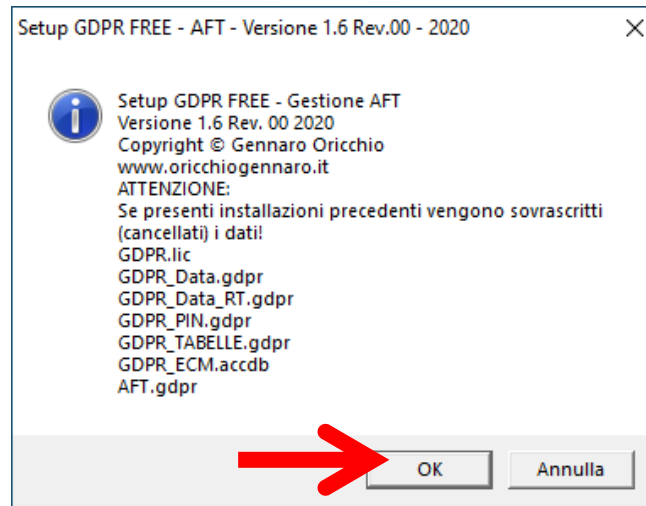 Setup GDPR FREE - AFT - Versione 1.6 Rev.00 - 2020
Setup GDPR FREE - Gestione AFT
Versione 1.6 Rev. 00 2020
Copyright © Gennaro Oricchio
www.oricchiogennaro.it
ATTENZIONE:
Se presenti installazioni precedenti vengono sovrascritti
(cancellati) i dati!
GDPR.lic
GDPR_Data.gdpr
GDPR_Data_RT.gdpr
GDPR_PIN.gdpr
GDPR_TABELLE.gdpr
GDPR_ECM.accdb
AFT.gdpr
OK Annulla